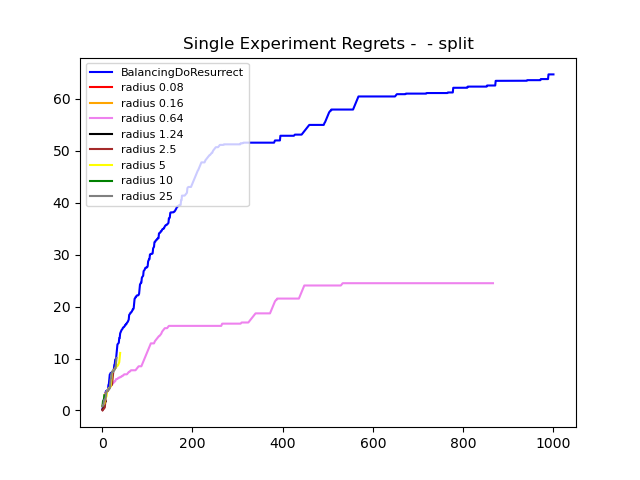 Single Experiment Regrets -  - split
BalancingDoResurrect
radius 0.08
radius 0.16
radius 0.64
radius 1.24
radius 2.5
radius 5
radius 10
radius 25
60
50
40
30
20
10
0
0 200 400 600 800 1000